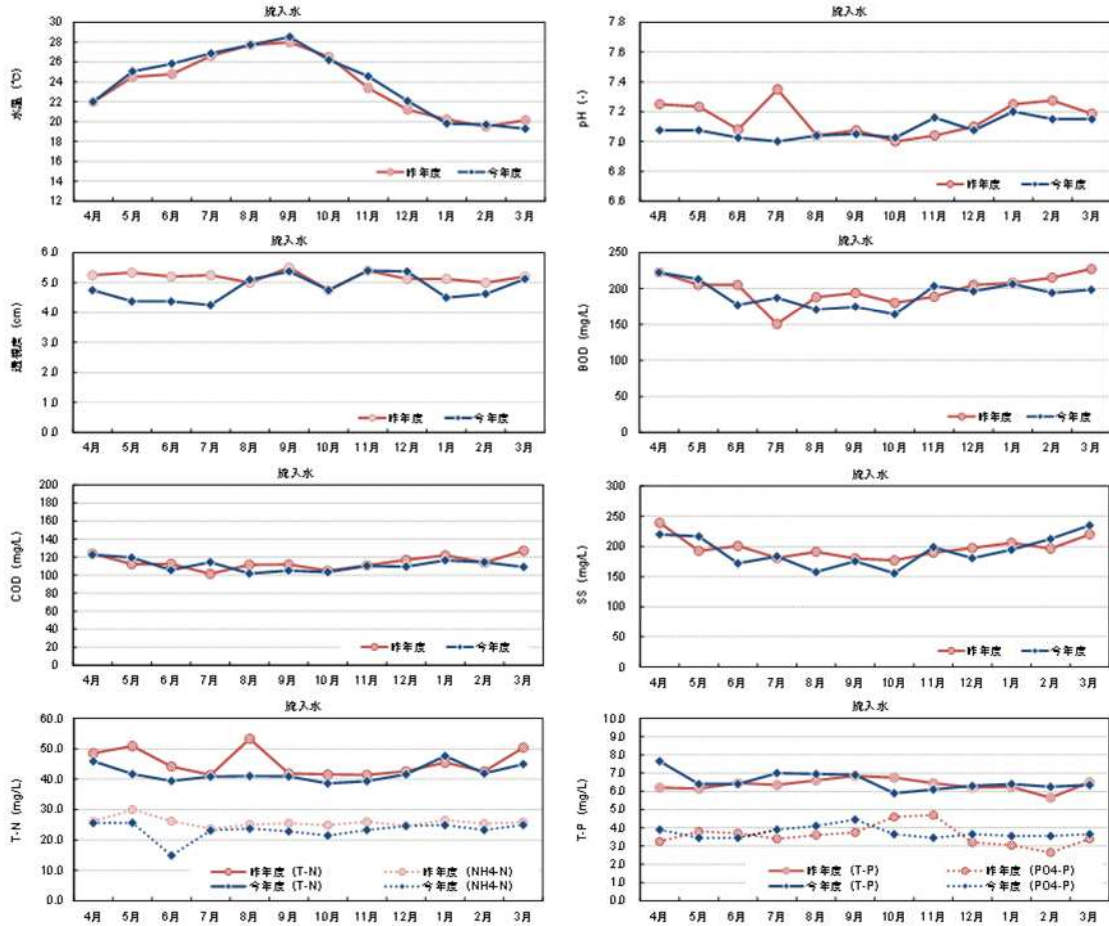 流入水
水温 (℃)
30
28
26
24
22
20
18
16
14
12
昨年度 今年度
4月 5月 6月 7月 8月 9月 10月 11月 12月 1月 2月 3月
流入水
pH (-)
7.8
7.6
7.4
7.2
7.0
6.8
6.6
昨年度 今年度
4月 5月 6月 7月 8月 9月 10月 11月 12月 1月 2月 3月
流入水
透視度 (cm)
6.0
5.0
4.0
3.0
2.0
1.0
0.0
昨年度 今年度
4月 5月 6月 7月 8月 9月 10月 11月 12月 1月 2月 3月
流入水
BOD (mg/L)
250
200
150
100
50
0
昨年度 今年度
4月 5月 6月 7月 8月 9月 10月 11月 12月 1月 2月 3月
流入水
COD (mg/L)
200
180
160
140
120
100
80
60
40
20
0
昨年度 今年度
4月 5月 6月 7月 8月 9月 10月 11月 12月 1月 2月 3月
流入水
SS (mg/L)
300
250
200
150
100
50
0
昨年度 今年度
4月 5月 6月 7月 8月 9月 10月 11月 12月 1月 2月 3月
流入水
T-N (mg/L)
60.0
50.0
40.0
30.0
20.0
10.0
0.0
昨年度 (T-N) 昨年度 (NH4-N)
今年度 (T-N) 今年度 (NH4-N)
4月 5月 6月 7月 8月 9月 10月 11月 12月 1月 2月 3月
流入水
T-P (mg/L)
10.0
9.0
8.0
7.0
6.0
5.0
4.0
3.0
2.0
1.0
0.0
昨年度 (T-P) 昨年度 (PO4-P)
今年度 (T-P) 今年度 (PO4-P)
4月 5月 6月 7月 8月 9月 10月 11月 12月 1月 2月 3月